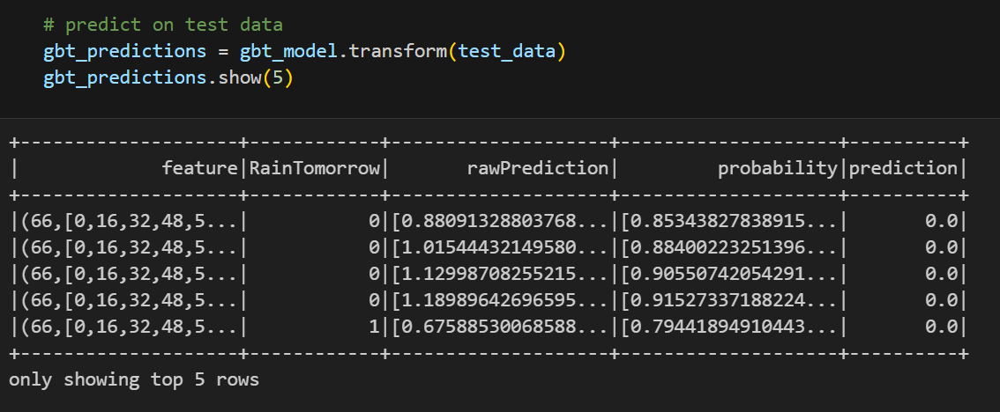 # predict on test data
gbt_predictions = gbt_model.transform(test_data)
gbt_predictions.show(5)
+--------------------+------------+--------------------+--------------------+----------+
|             feature|RainTomorrow|       rawPrediction|         probability|prediction|
+--------------------+------------+--------------------+--------------------+----------+
|(66,[0,16,32,48,5...|           0|[0.88091328803768...|[0.85343827838915...|       0.0|
|(66,[0,16,32,48,5...|           0|[1.01544432149580...|[0.88400223251396...|       0.0|
|(66,[0,16,32,48,5...|           0|[1.12998708255215...|[0.90550742054291...|       0.0|
|(66,[0,16,32,48,5...|           0|[1.18989642696595...|[0.91527337188224...|       0.0|
|(66,[0,16,32,48,5...|           1|[0.67588530068588...|[0.79441894910443...|       0.0|
+--------------------+------------+--------------------+--------------------+----------+
only showing top 5 rows